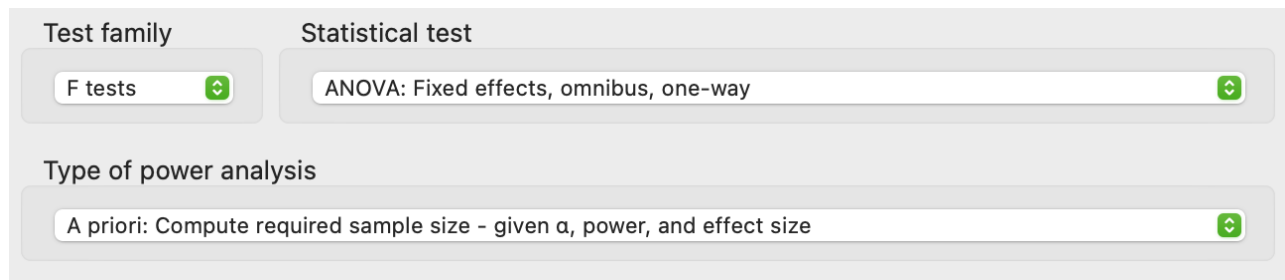 Test family
Statistical test
F tests
ANOVA: Fixed effects, omnibus, one-way
Type of power analysis
A priori: Compute required sample size - given α, power, and effect size